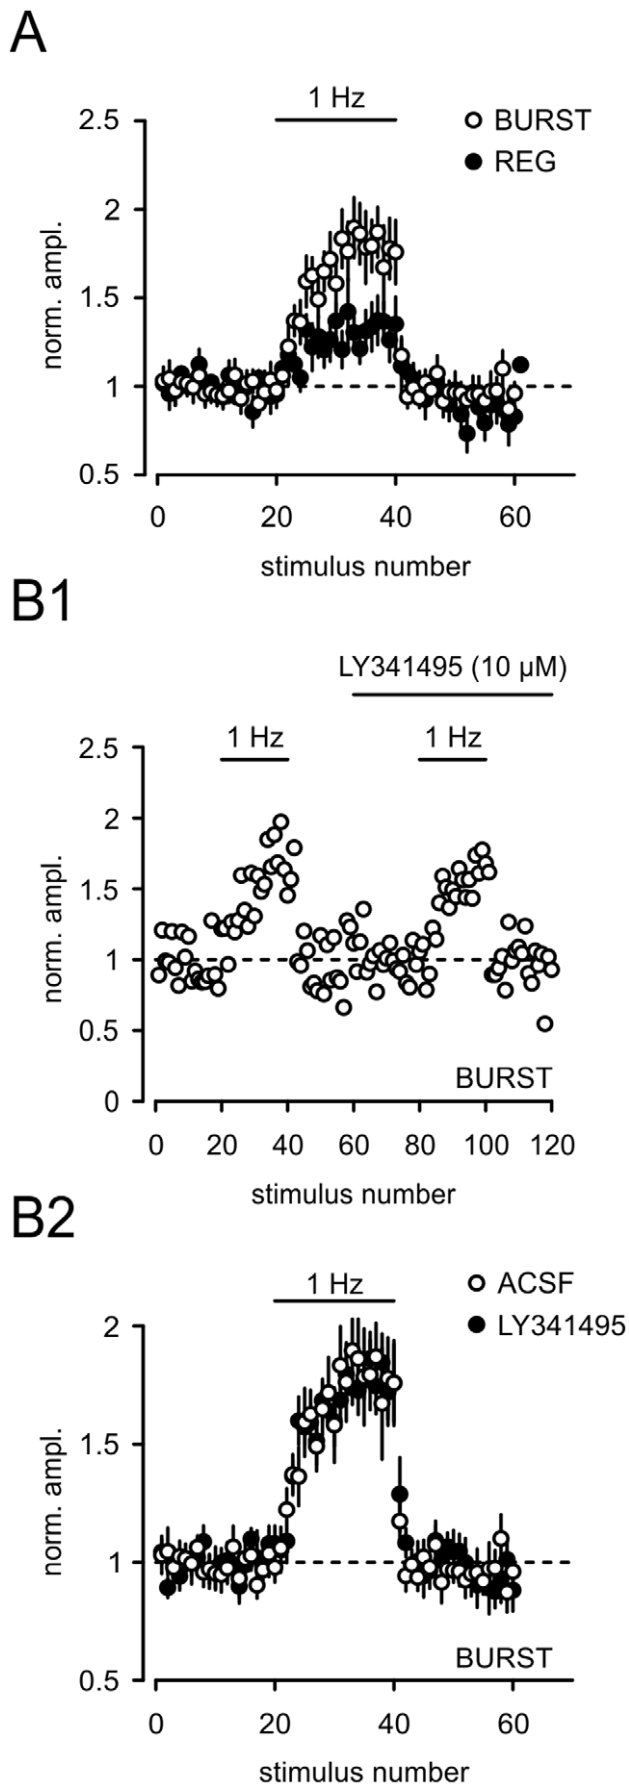 A
1 Hz
BURST
REG
2.5
2
1.5
1
0.5
norm. ampl.
0 20 40 60
stimulus number
B1
LY341495 (10 µM)
1 Hz 1 Hz
2.5
2
1.5
1
0.5
0
norm. ampl.
BURST
0 20 40 60 80 100 120
stimulus number
B2
1 Hz
ACSF
LY341495
2
1.5
1
0.5
norm. ampl.
BURST
0 20 40 60
stimulus number